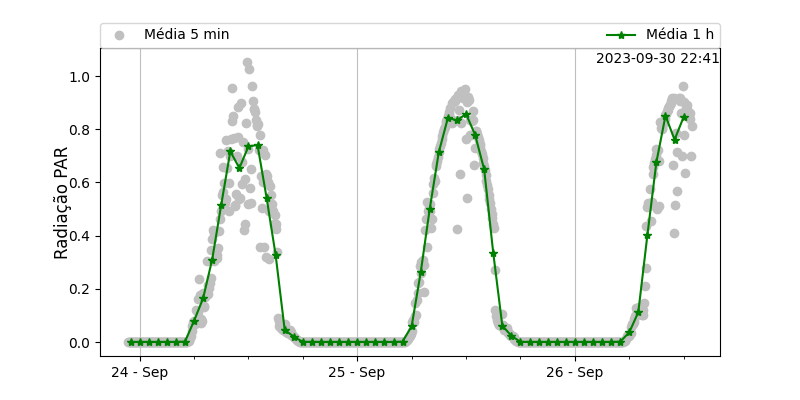 Média 5 min
Média 1 h
2023-09-30 22:41
Radiação PAR
1.0
0.8
0.6
0.4
0.2
0.0
24 - Sep
25 - Sep
26 - Sep